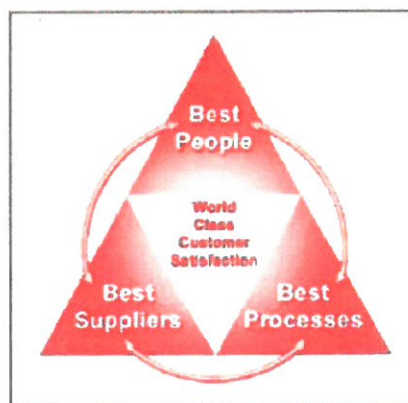 Best
People
World
Class
Customer
Satisfaction
Best
Suppliers
Best
Processes